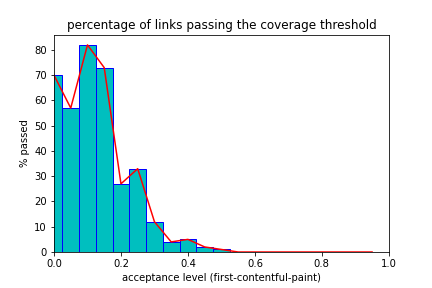 percentage of links passing the coverage threshold
80
70
60
50
40
30
20
10
0
% passed
0.0 0.2 0.4 0.6 0.8 1.0
acceptance level (first-contentful-paint)